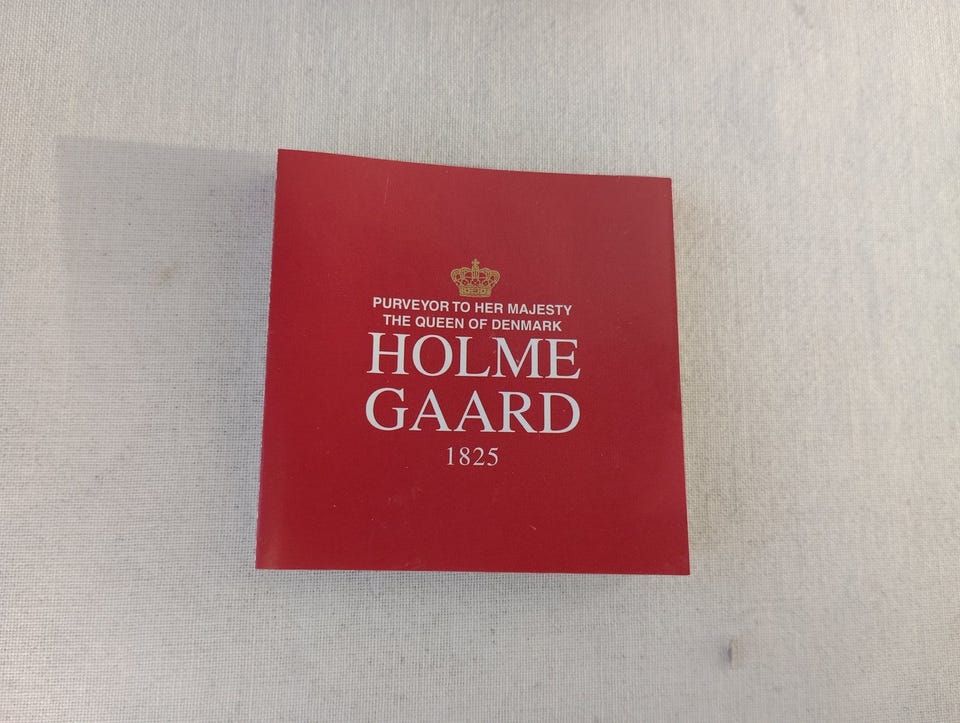 PURVEYOR TO HER MAJESTY
THE QUEEN OF DENMARK
HOLME
GAARD
1825